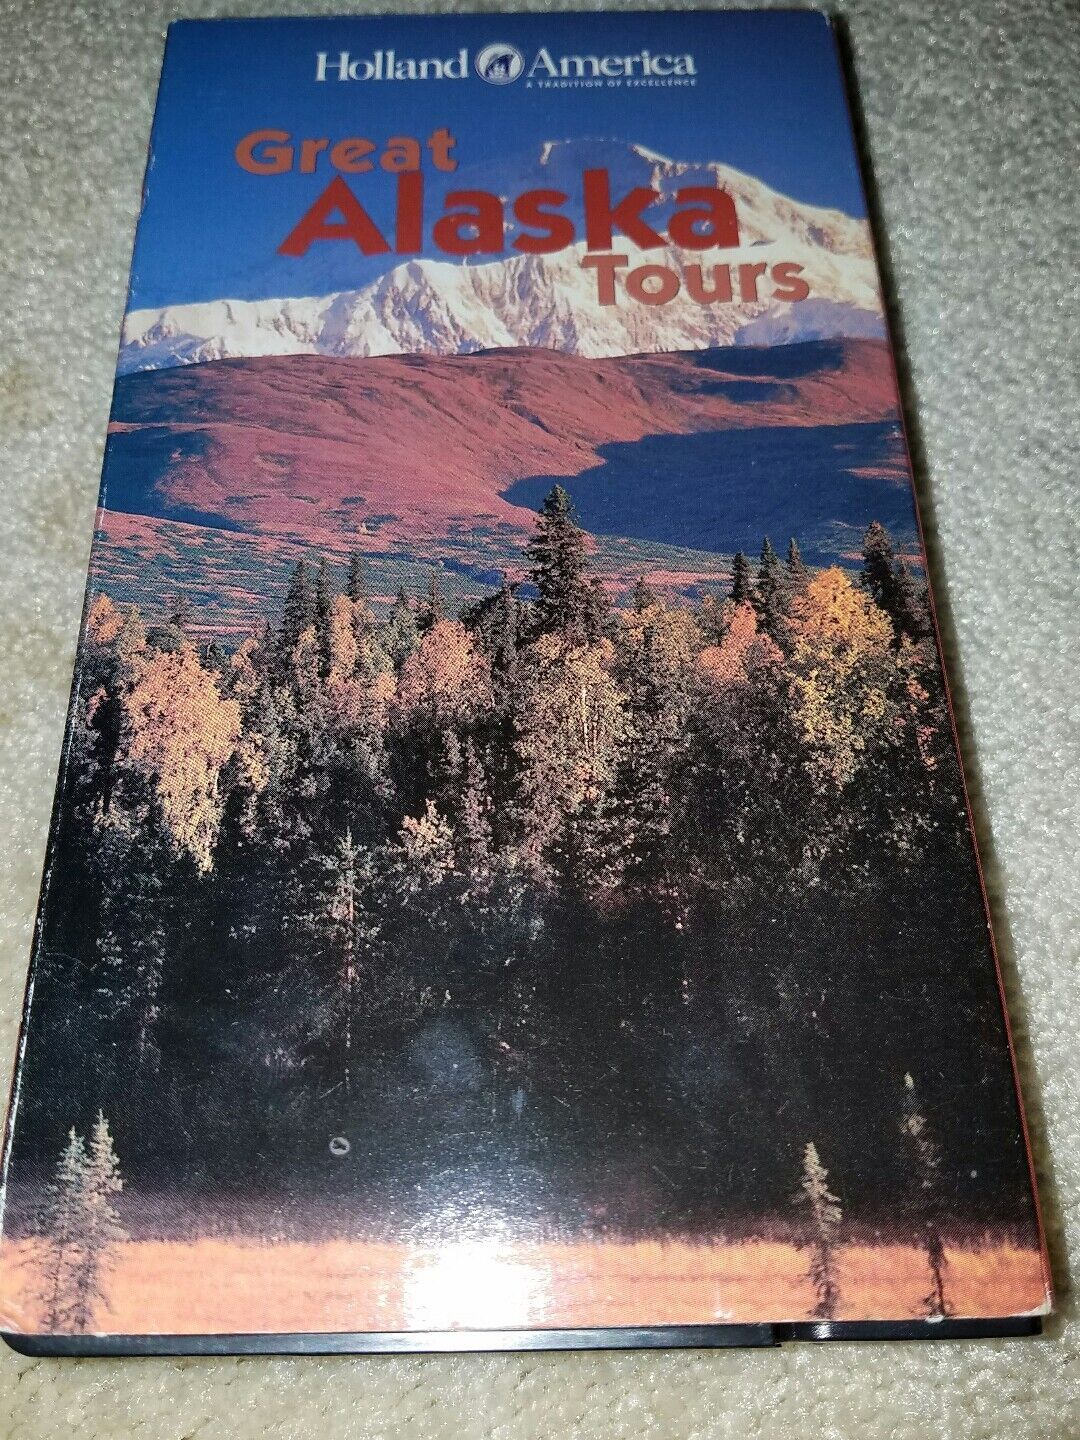 Holland America
A TRADITION OF EXCELLENCE
Great
Alaska
Tours